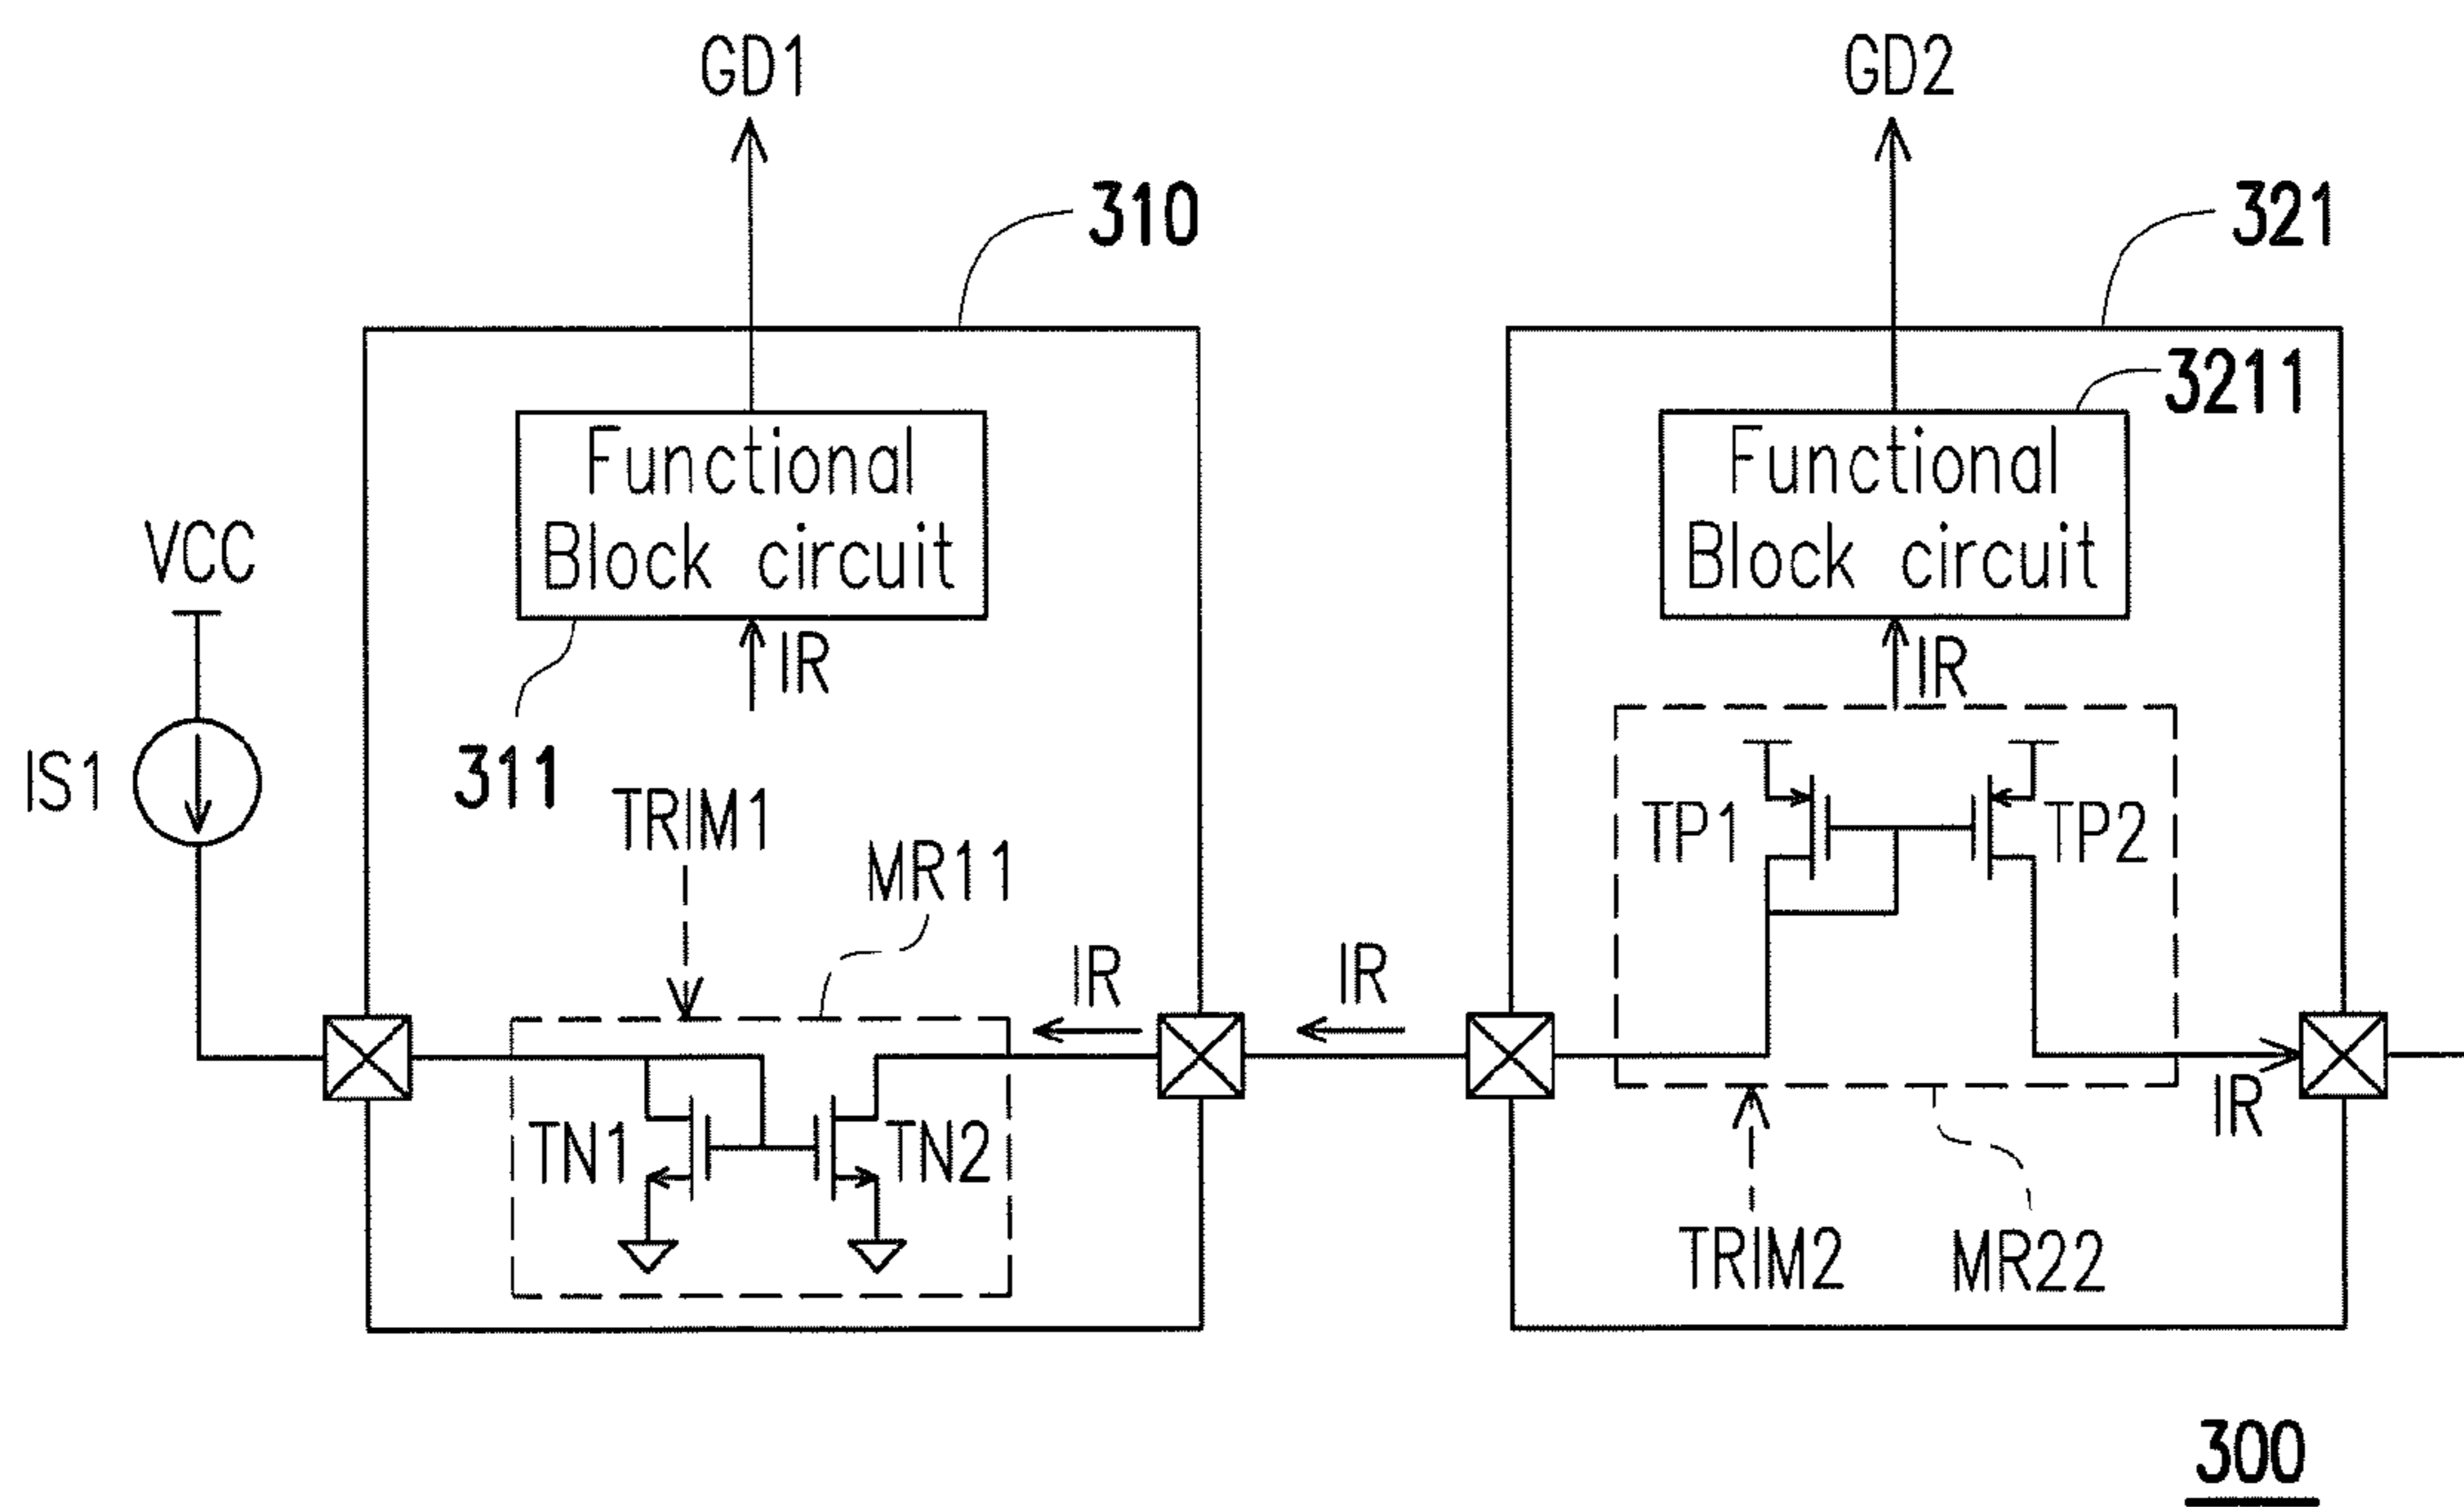 GD1
GD2
310
321
3211
Functional
Block circuit
Functional
Block circuit
VCC
IR
IR
IS1
311
TRIM1
TP1
TP2
MR11
IR
IR
TN1
TN2
IR
TRIM2
MR22
300